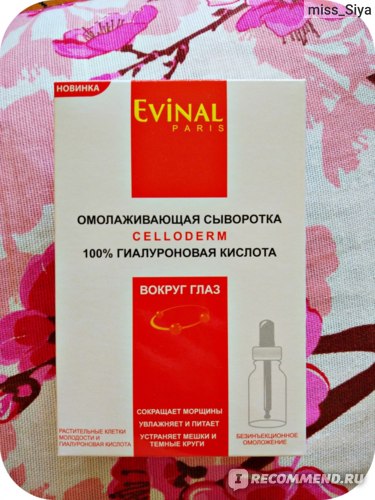 miss_Siya
НОВИНКА
EVINAL
PARIS
ОМОЛАЖИВАЮЩАЯ СЫВОРОТКА
CELLODERM
100% ГИАЛУРОНОВАЯ КИСЛОТА
ВОКРУГ ГЛАЗ
СОКРАЩАЕТ МОРЩИНЫ
УВЛАЖНЯЕТ И ПИТАЕТ
УСТРАНЯЕТ МЕШКИ И
ТЕМНЫЕ КРУГИ
РАСТИТЕЛЬНЫЕ КЛЕТКИ
МОЛОДОСТИ И
ГИАЛУРОНОВАЯ КИСЛОТА
БЕЗИНЪЕКЦИОННОЕ
ОМОЛОЖЕНИЕ
IRECOMMEND.RU